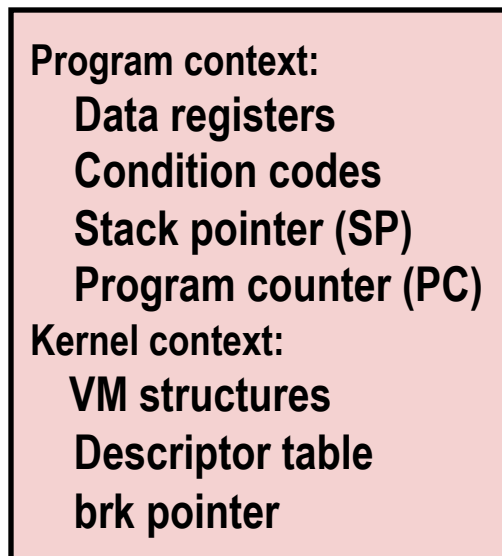 Program context:
Data registers
Condition codes
Stack pointer (SP)
Program counter (PC)
Kernel context:
VM structures
Descriptor table
brk pointer